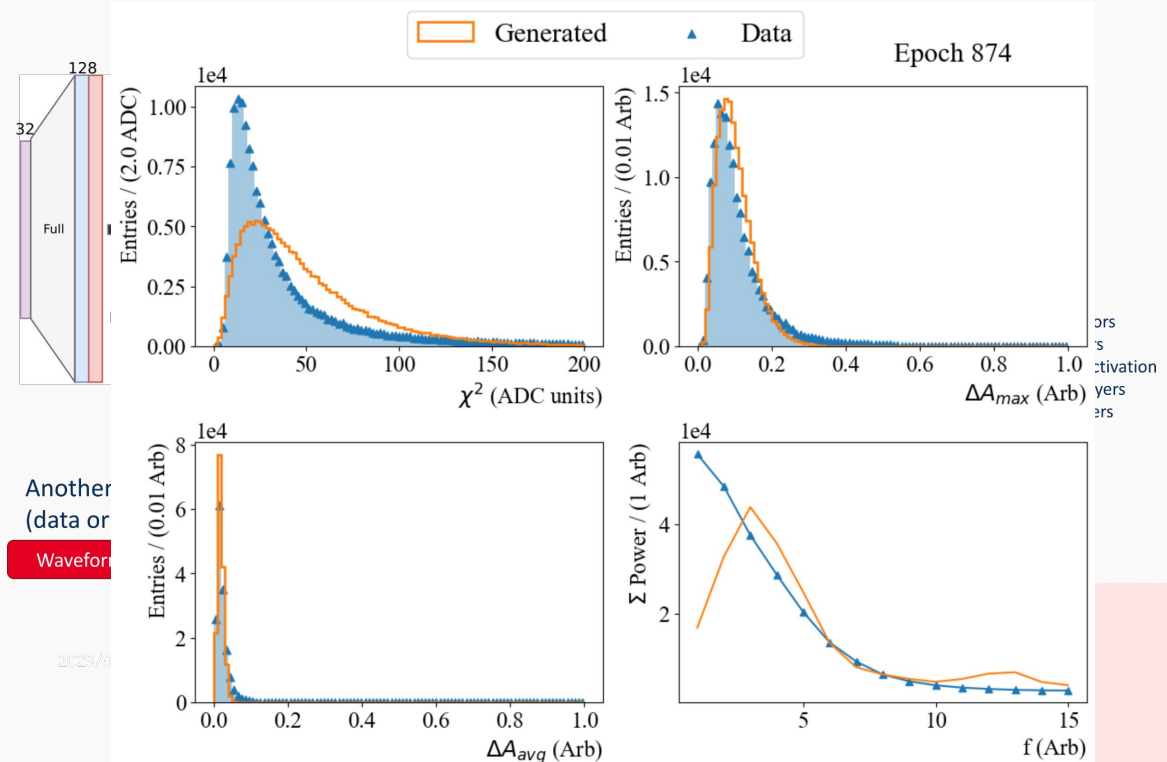 Generated Data
Epoch 874
128
32
Full
1e4
Entries / (2.0 ADC)
1.00
0.75
0.50
0.25
0.00
0 50 100 150 200
χ² (ADC units)
1e4
Entries / (0.01 Arb)
1.5
1.0
0.5
0.0
0.0 0.2 0.4 0.6 0.8 1.0
ΔA_max (Arb)
ctivation
Another
(data or
Wavefor
1e4
Entries / (0.01 Arb)
8
6
4
2
0
0.0 0.2 0.4 0.6 0.8 1.0
ΔA_avg (Arb)
1e4
Σ Power / (1 Arb)
4
2
5 10 15
f (Arb)